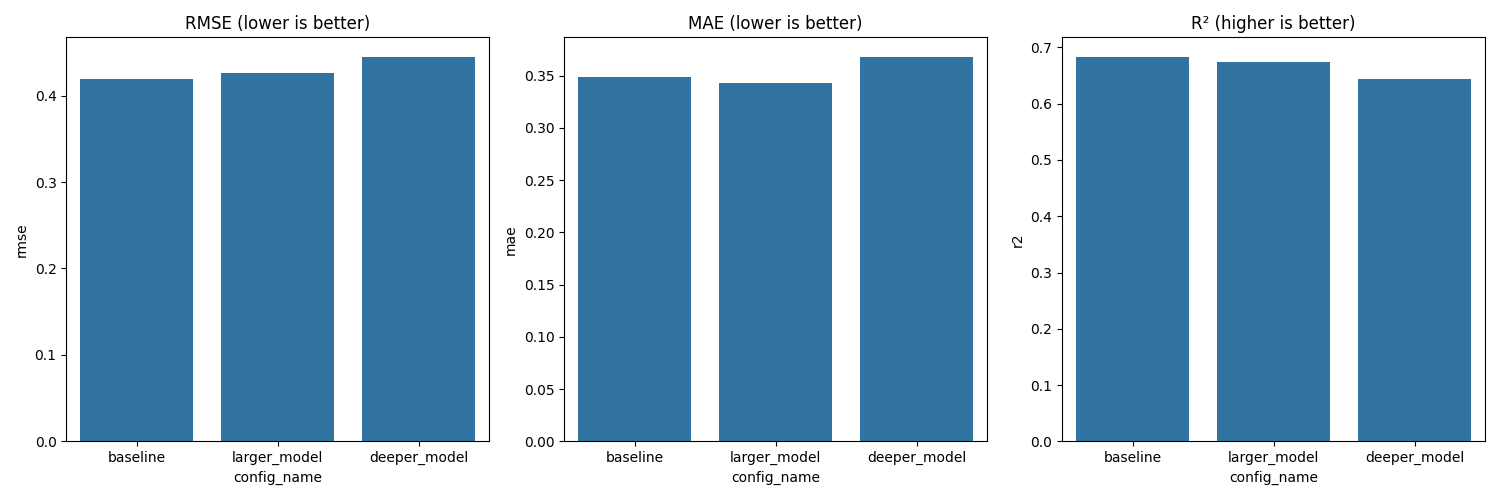 RMSE (lower is better)
rmse
0.4
0.3
0.2
0.1
0.0
baseline larger_model deeper_model
config_name
MAE (lower is better)
mae
0.35
0.30
0.25
0.20
0.15
0.10
0.05
0.00
baseline larger_model deeper_model
config_name
R² (higher is better)
r2
0.7
0.6
0.5
0.4
0.3
0.2
0.1
0.0
baseline larger_model deeper_model
config_name